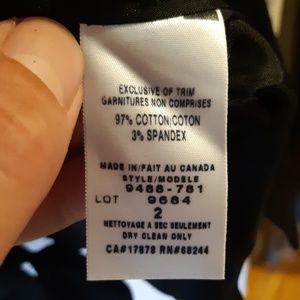 EXCLUSIVE OF TRIM
GARNITURES NON COMPRISES
97% COTTON/COTON
3% SPANDEX
MADE IN/FAIT AU CANADA
STYLE/MODELE
9488-781
LOT 9684
2
NETTOYAGE A SEC SEULEMENT
DRY CLEAN ONLY
CA#17878 RN#68244